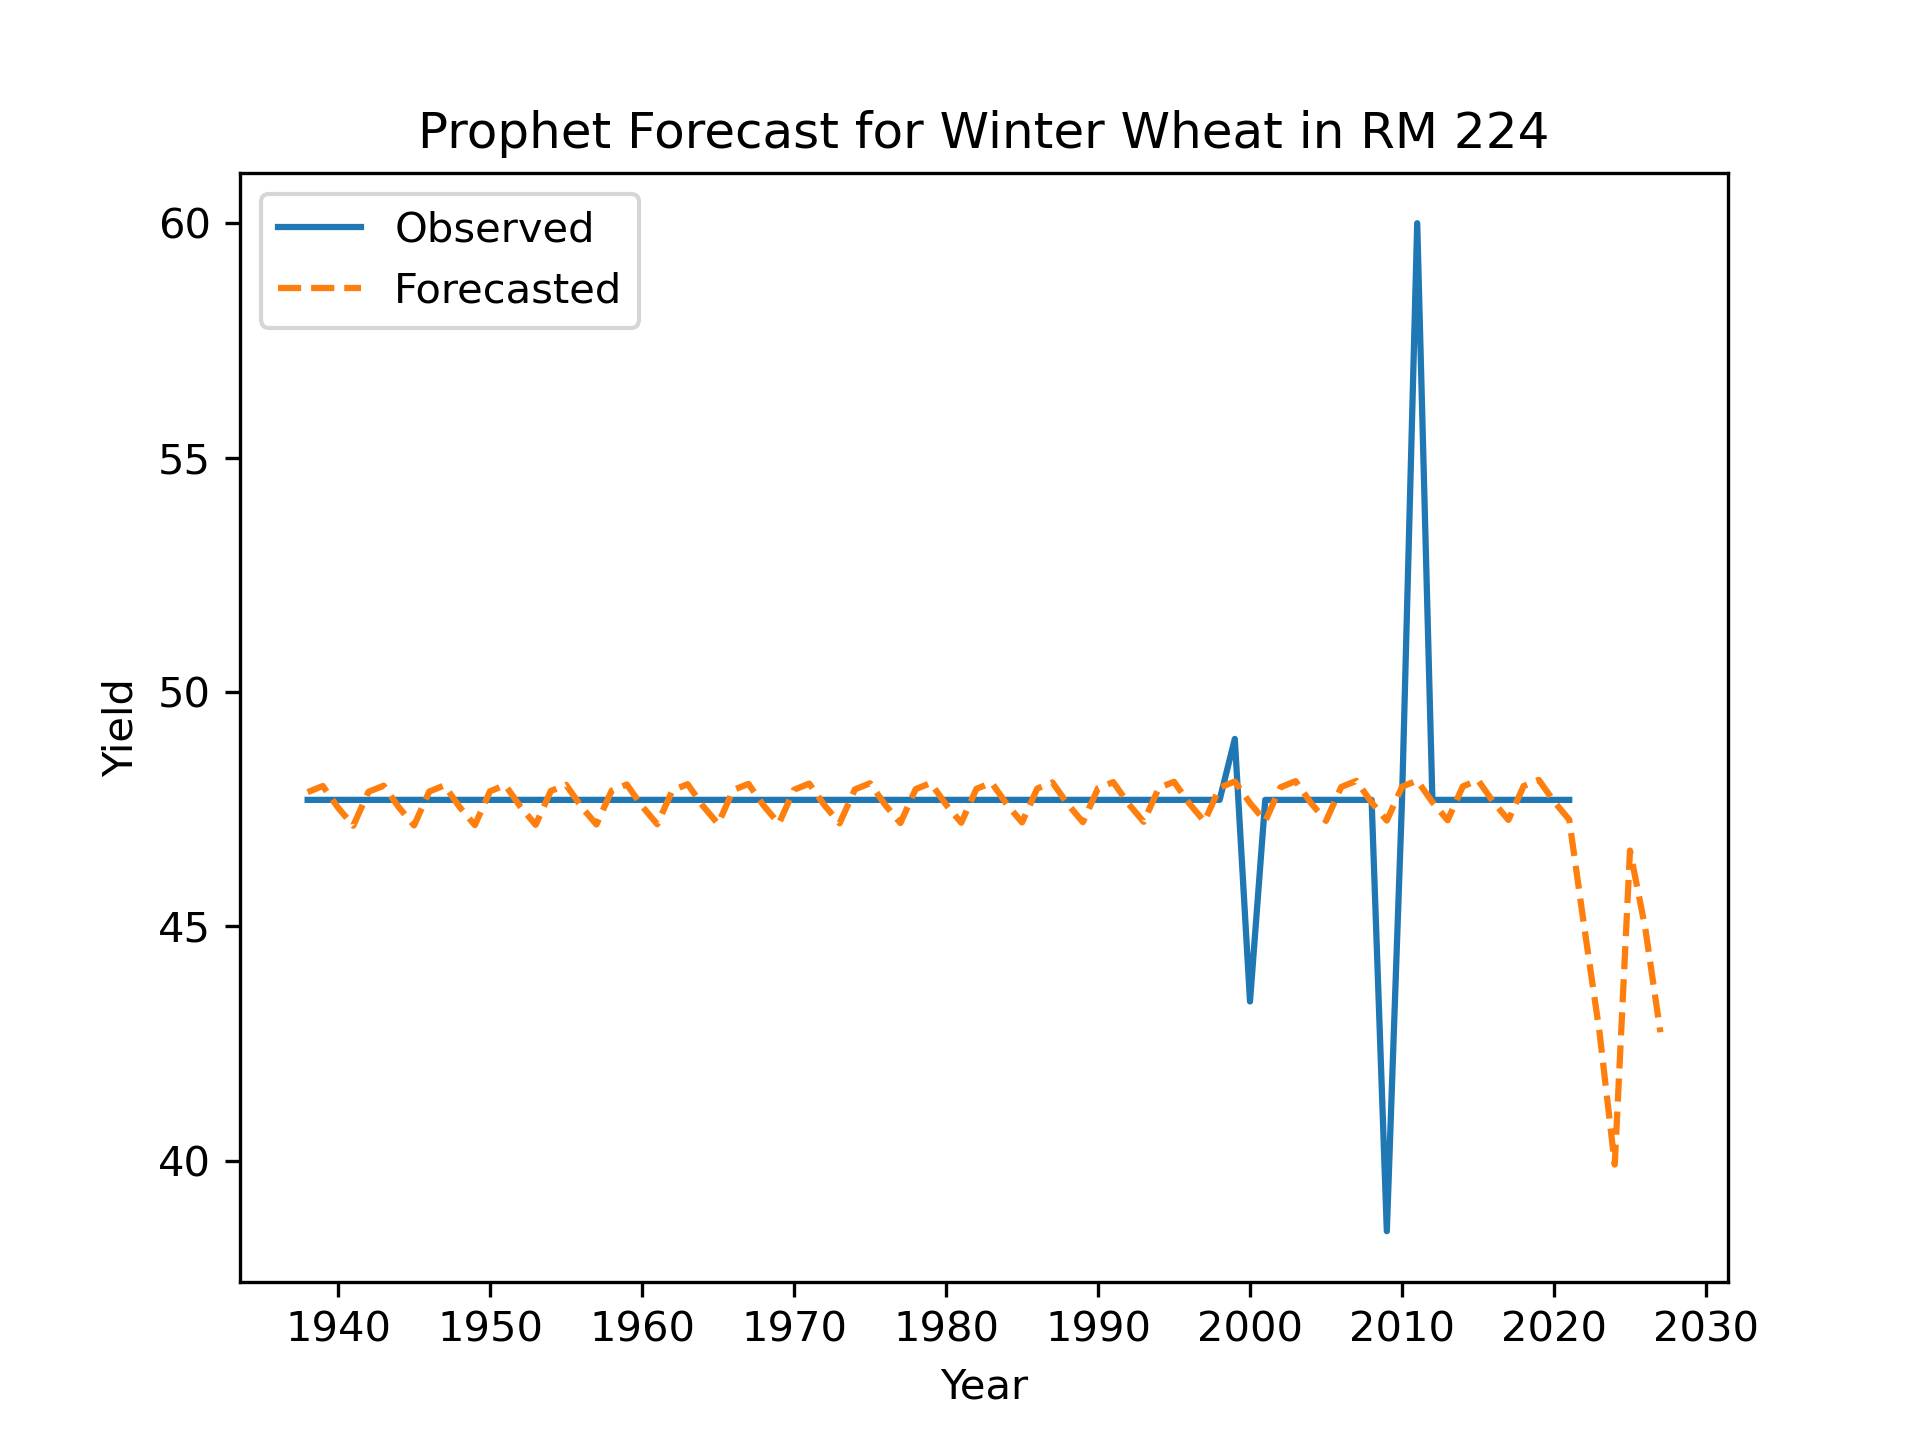 Prophet Forecast for Winter Wheat in RM 224
Observed
Forecasted
60
55
50
45
40
Yield
1940 1950 1960 1970 1980 1990 2000 2010 2020 2030
Year